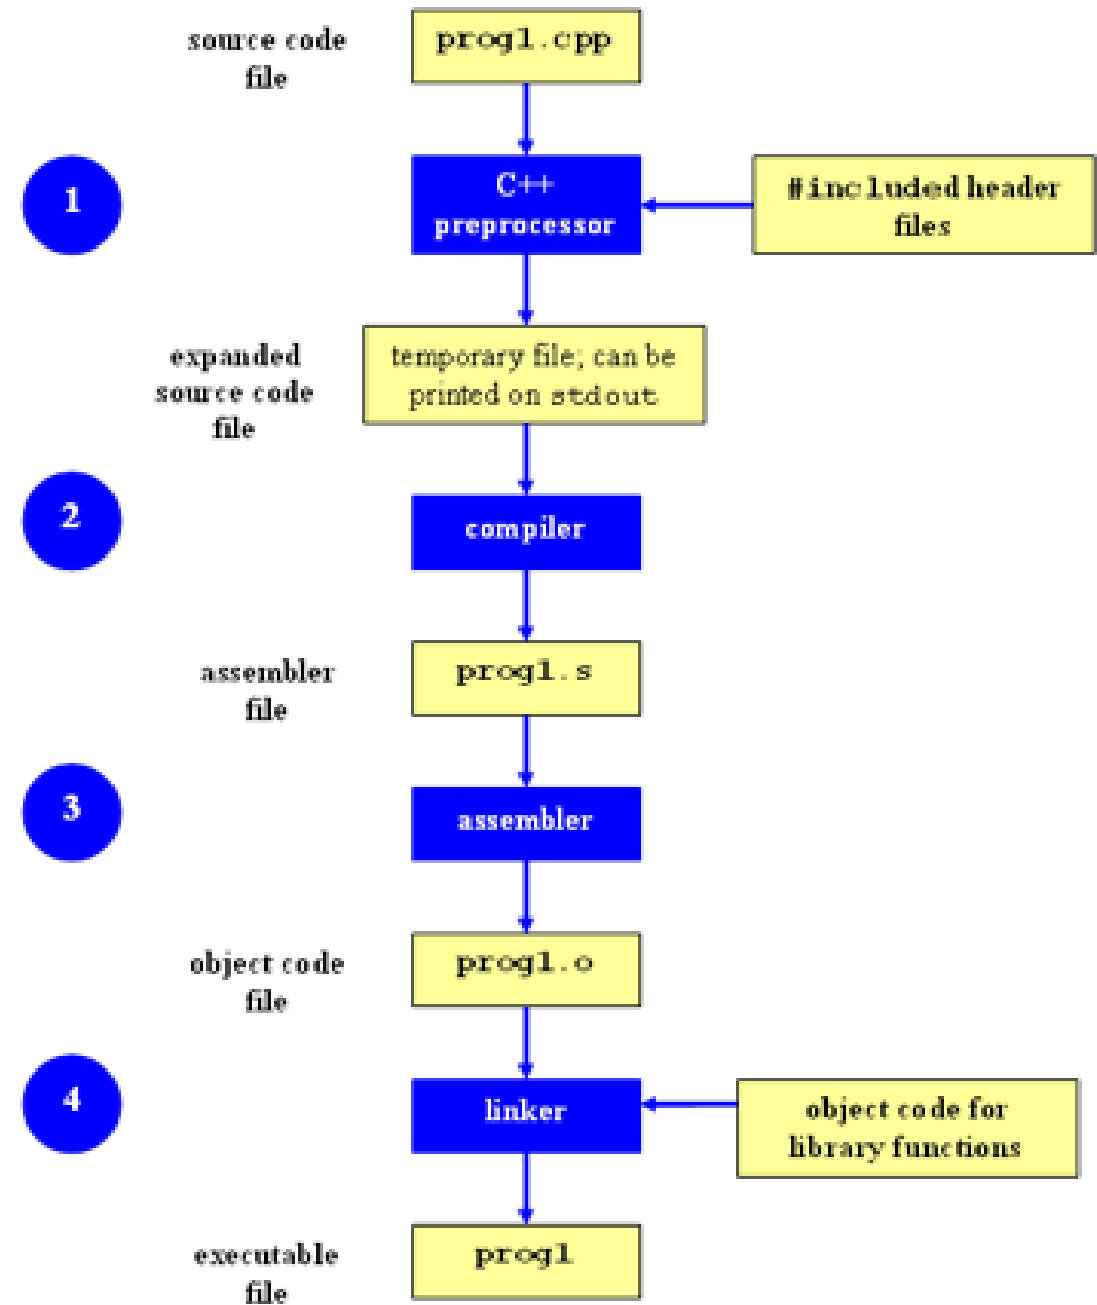 source code
file
prog1.cpp
1
C++
preprocessor
#included header
files
expanded
source code
file
temporary file; can be
printed on stdout
2
compiler
assembler
file
prog1.s
3
assembler
object code
file
prog1.o
4
linker
object code for
library functions
executable
file
prog1